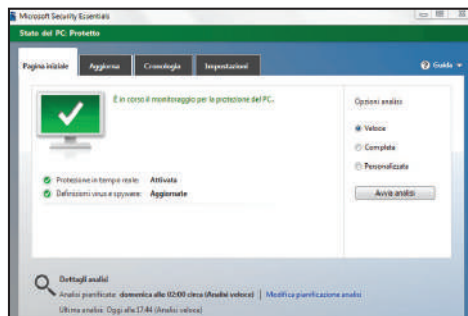 Microsoft Security Essentials
Stato del PC: Protetto
Pagina iniziale
Aggiorna
Cronologia
Impostazioni
Guida
È in corso il monitoraggio per la protezione del PC.
Protezione in tempo reale: Attivata
Definizioni virus e spyware: Aggiornate
Opzioni analisi:
Veloce
Completa
Personalizzata
Avvia analisi
Dettagli analisi
Analisi pianificata: domenica alle 02:00 circa (Analisi veloce) | Modifica pianificazione analisi
Ultima analisi: Oggi alle 17:44 (Analisi veloce)